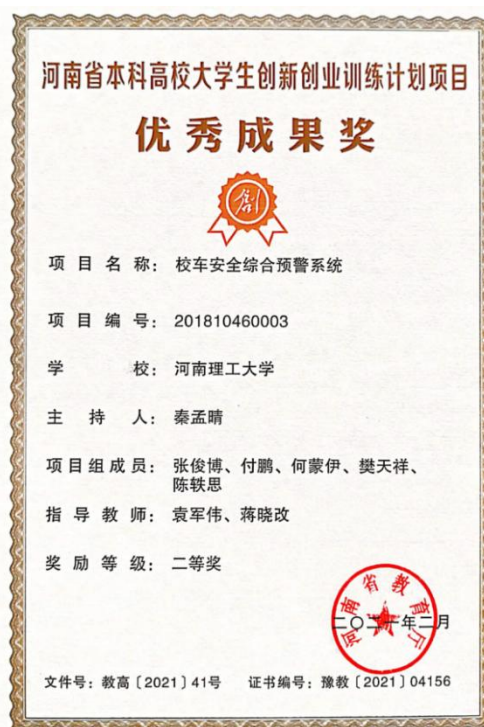 河南省本科高校大学生创新创业训练计划项目
优秀成果奖
创
项目名称：校车安全综合预警系统
项目编号：201810460003
学校：河南理工大学
主持人：秦孟晴
项目组成员：张俊博、付鹏、何蒙伊、樊天祥、
陈轶思
指导教师：袁军伟、蒋晓改
奖励等级：二等奖
河南省教育厅
二〇二一年二月
文件号：教高〔2021〕41号 证书编号：豫教〔2021〕04156